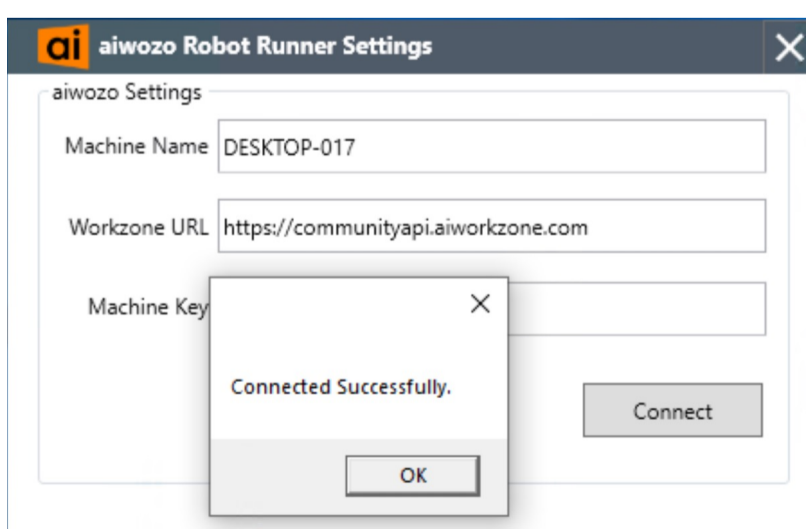 ai aiwozo Robot Runner Settings
aiwozo Settings
Machine Name DESKTOP-017
Workzone URL https://communityapi.aiworkzone.com
Machine Key
Connected Successfully.
Connect
OK